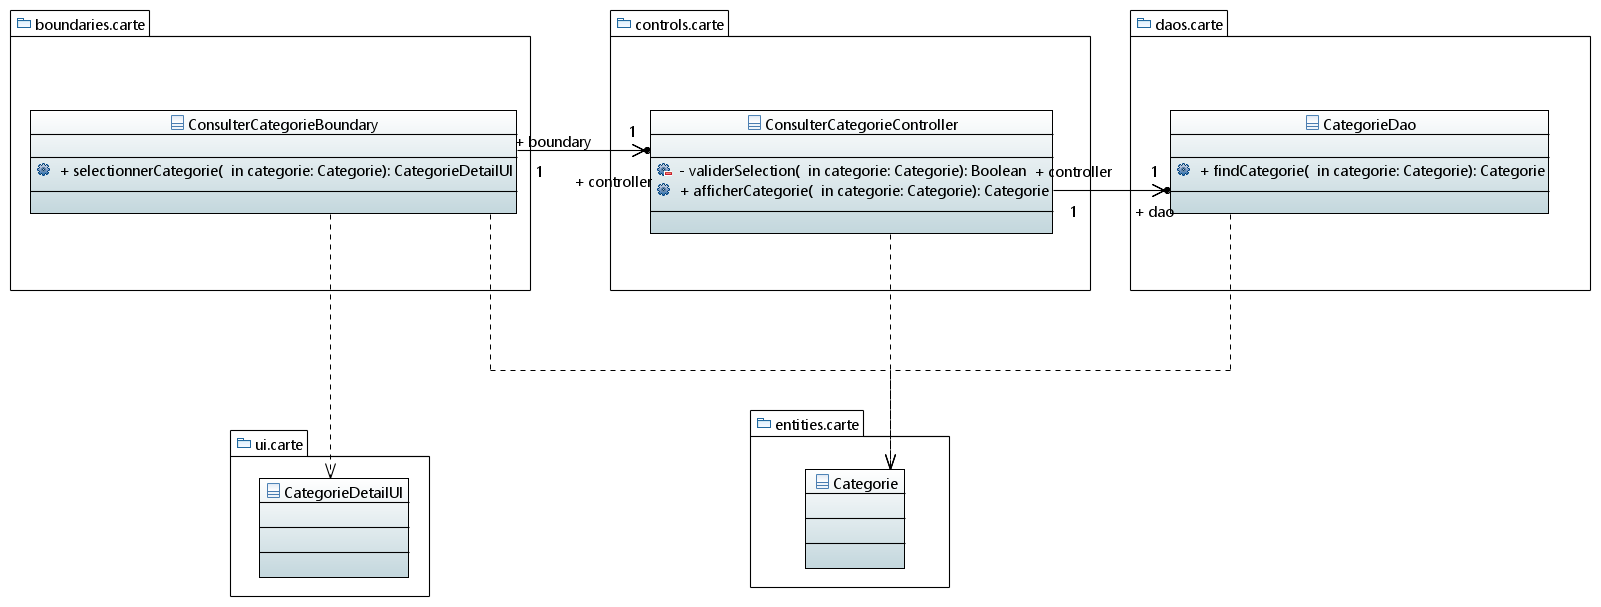 boundaries.carte
controls.carte
daos.carte
ConsulterCategorieBoundary
+ selectionnerCategorie(  in categorie: Categorie): CategorieDetailUI
+ boundary
1
1
+ controller
ConsulterCategorieController
- validerSelection(  in categorie: Categorie): Boolean
+ afficherCategorie(  in categorie: Categorie): Categorie
+ controller
1
1
+ dao
CategorieDao
+ findCategorie(  in categorie: Categorie): Categorie
ui.carte
CategorieDetailUI
entities.carte
Categorie